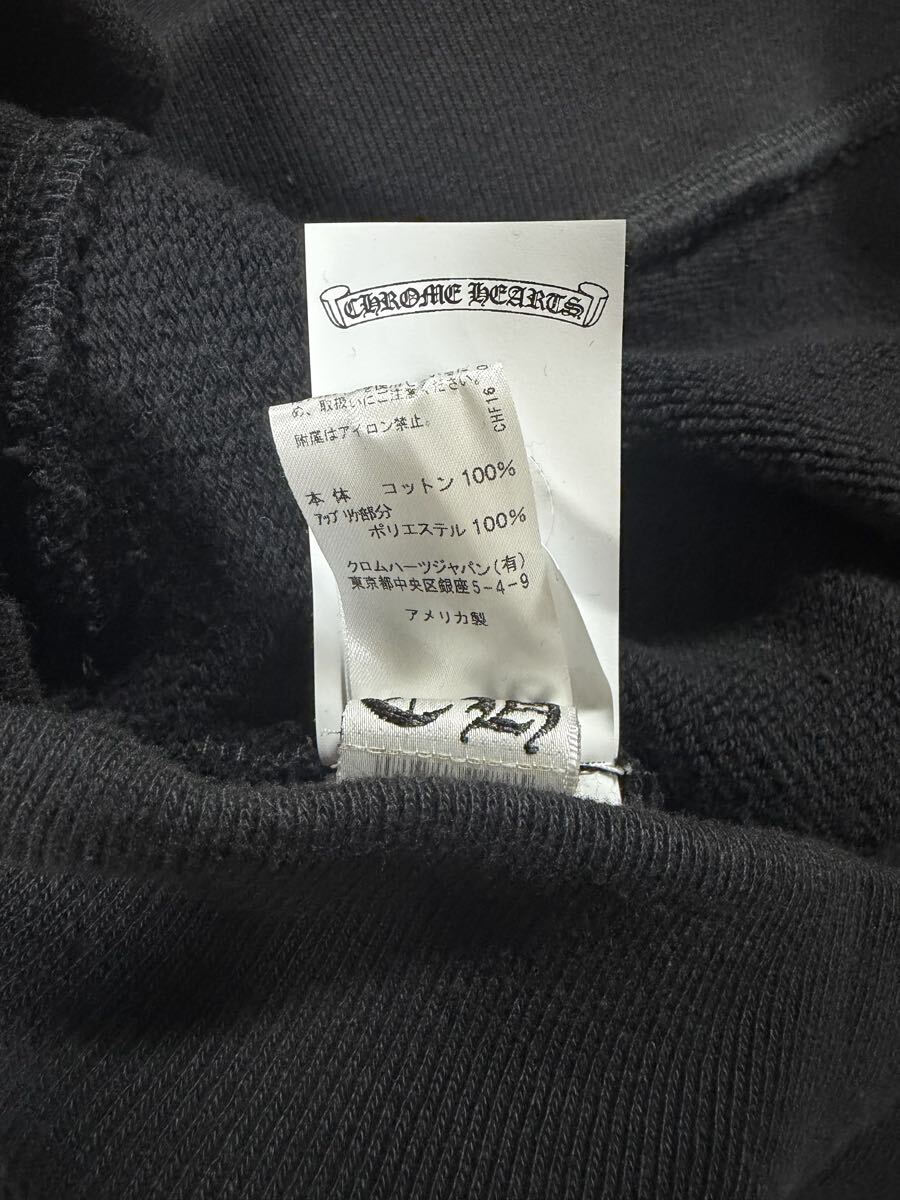 CHROME HEARTS
め、取扱いにご注意ください。
附属はアイロン禁止。
CHF16
本体 コットン 100%
アップリケ部分
ポリエステル 100%
クロムハーツジャパン(有)
東京都中央区銀座5-4-9
アメリカ製